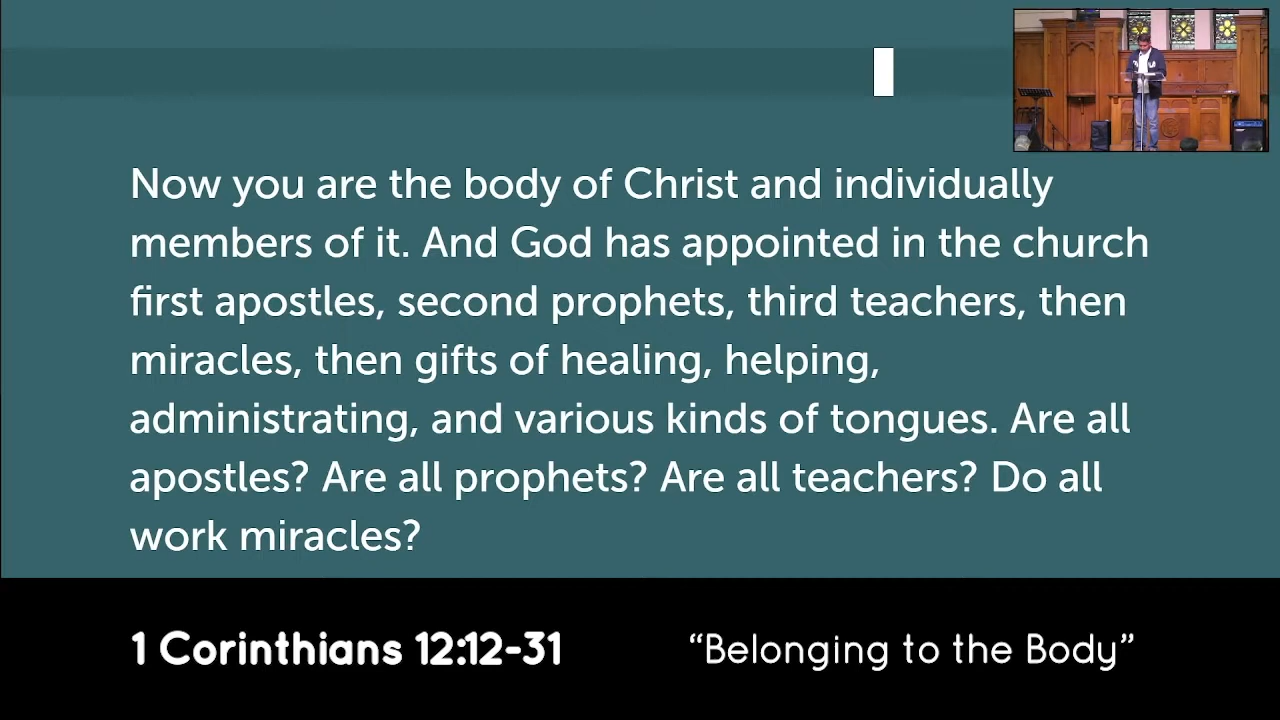 Now you are the body of Christ and individually
members of it. And God has appointed in the church
first apostles, second prophets, third teachers, then
miracles, then gifts of healing, helping,
administrating, and various kinds of tongues. Are all
apostles? Are all prophets? Are all teachers? Do all
work miracles?
1 Corinthians 12:12-31
“Belonging to the Body”